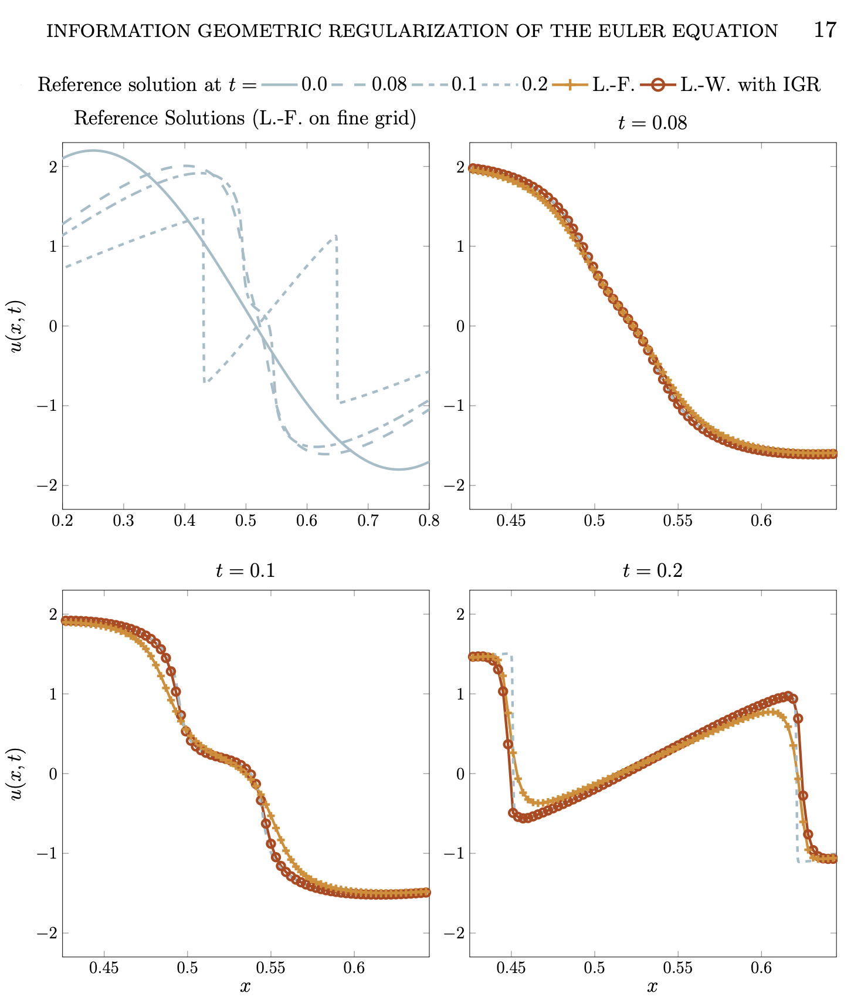 INFORMATION GEOMETRIC REGULARIZATION OF THE EULER EQUATION 17
Reference solution at t = 0.0 0.08 0.1 0.2 L.-F. L.-W. with IGR
Reference Solutions (L.-F. on fine grid)
2
1
0
−1
−2
u(x, t)
0.2 0.3 0.4 0.5 0.6 0.7 0.8
t = 0.08
2
1
0
−1
−2
0.45 0.5 0.55 0.6
t = 0.1
2
1
0
−1
−2
u(x, t)
0.45 0.5 0.55 0.6
x
t = 0.2
2
1
0
−1
−2
0.45 0.5 0.55 0.6
x